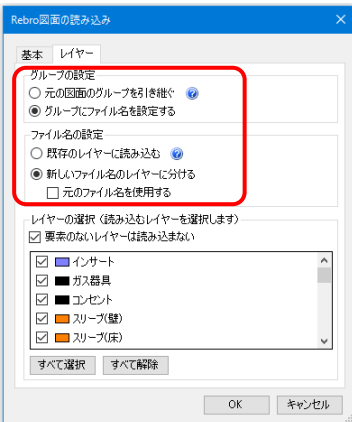 Rebro図面の読み込み
基本 レイヤー
グループの設定
元の図面のグループを引き継ぐ ?
グループにファイル名を設定する
ファイル名の設定
既存のレイヤーに読み込む ?
新しいファイル名のレイヤーに分ける
元のファイル名を使用する
レイヤーの選択 (読み込むレイヤーを選択します)
要素のないレイヤーは読み込まない
インサート
ガス器具
コンセント
スリーブ(壁)
スリーブ(床)
すべて選択 すべて解除
OK キャンセル